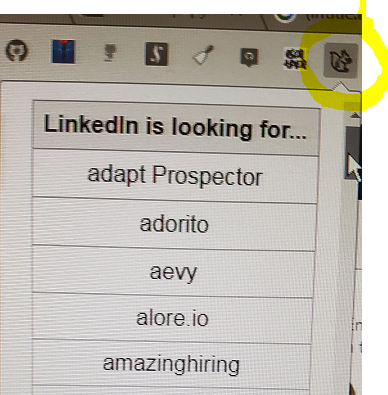 LinkedIn is looking for...
adapt Prospector
adorito
aevy
alore.io
amazinghiring